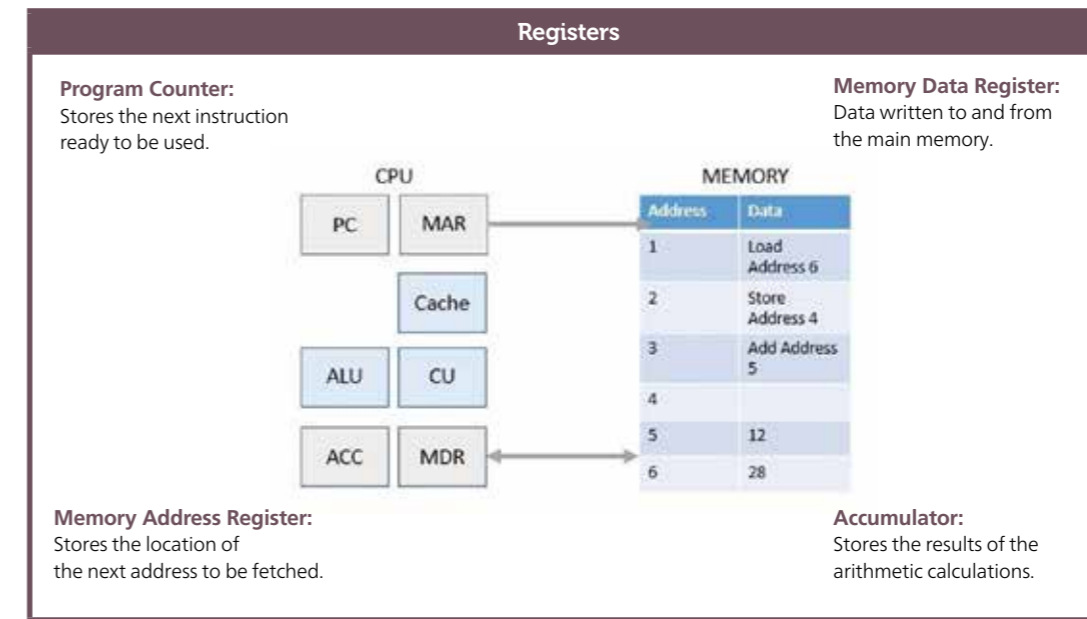 Registers
Program Counter:
Stores the next instruction
ready to be used.
Memory Data Register:
Data written to and from
the main memory.
CPU
MEMORY
PC
MAR
Cache
ALU
CU
ACC
MDR
Address Data
1 Load
Address 6
2 Store
Address 4
3 Add Address
5
4
5 12
6 28
Memory Address Register:
Stores the location of
the next address to be fetched.
Accumulator:
Stores the results of the
arithmetic calculations.